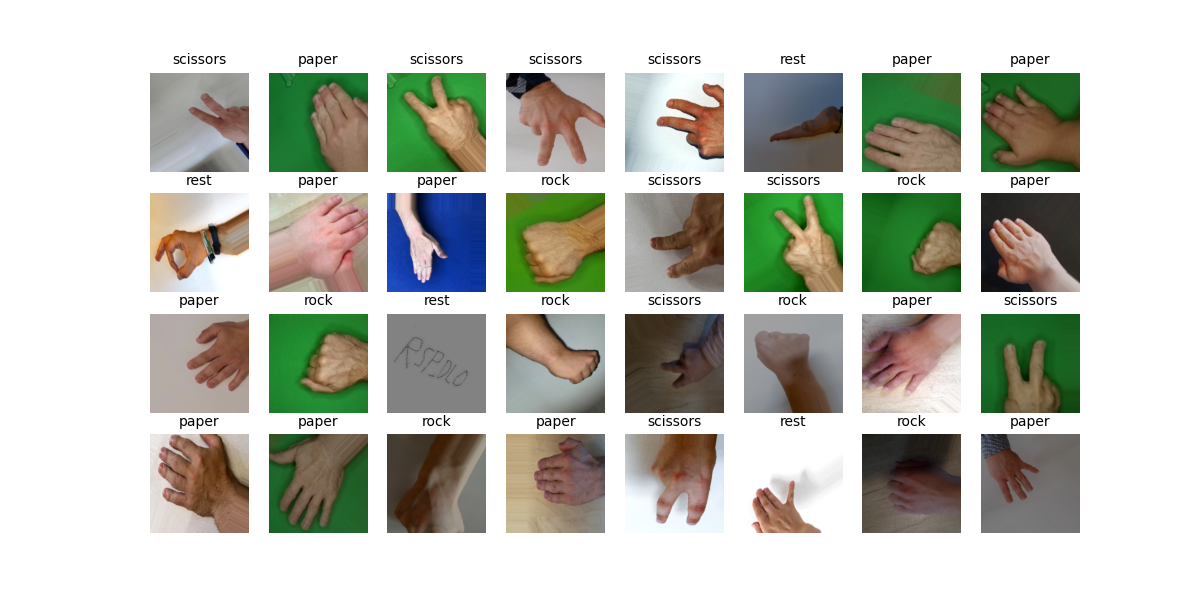 scissors paper scissors scissors scissors rest paper paper
rest paper paper rock scissors scissors rock paper
paper rock rest rock scissors rock paper scissors
RSPDLO
paper paper rock paper scissors rest rock paper